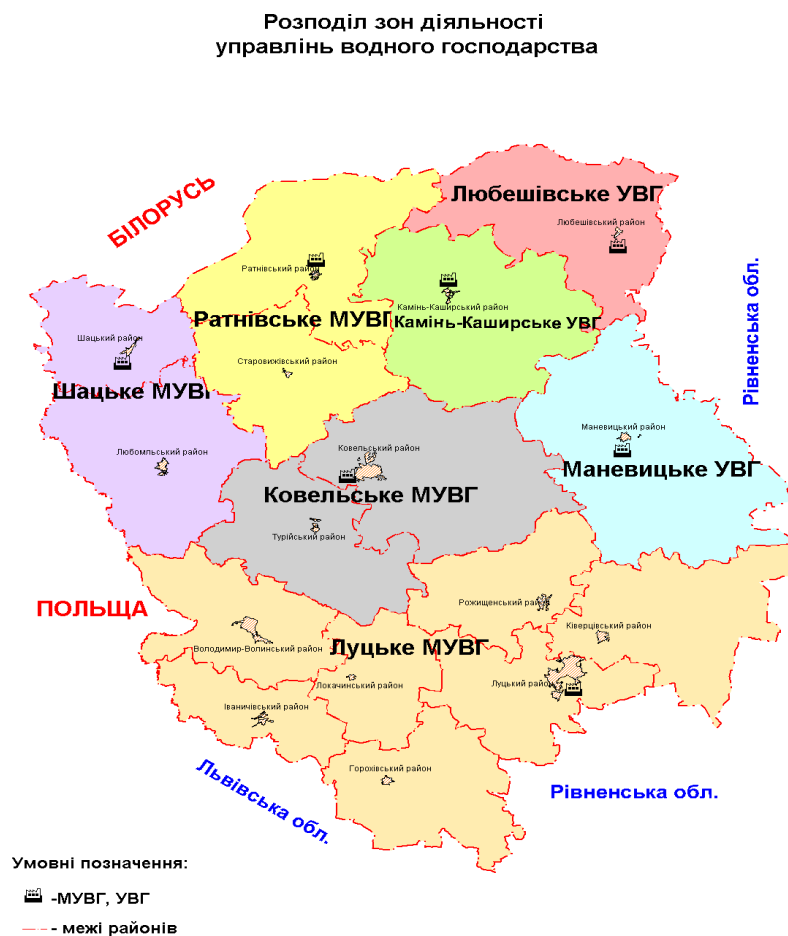 Розподіл зон діяльності
управлінь водного господарства
БІЛОРУСЬ
Любешівське УВГ
Любешівський район
Ратнівський район
Камінь-Каширський район
Рівненська обл.
Ратнівське МУВГ
Камінь-Каширське УВГ
Шацький район
Старовижівський район
Шацьке МУВГ
Маневицький район
Любомльський район
Ковельський район
Маневицьке УВГ
Ковельське МУВГ
Турійський район
ПОЛЬЩА
Рожищенський район
Ківерцівський район
Володимир-Волинський район
Луцьке МУВГ
Локачинський район
Луцький район
Іваничівський район
Горохівський район
Львівська обл.
Рівненська обл.
Умовні позначення:
-МУВГ, УВГ
- межі районів